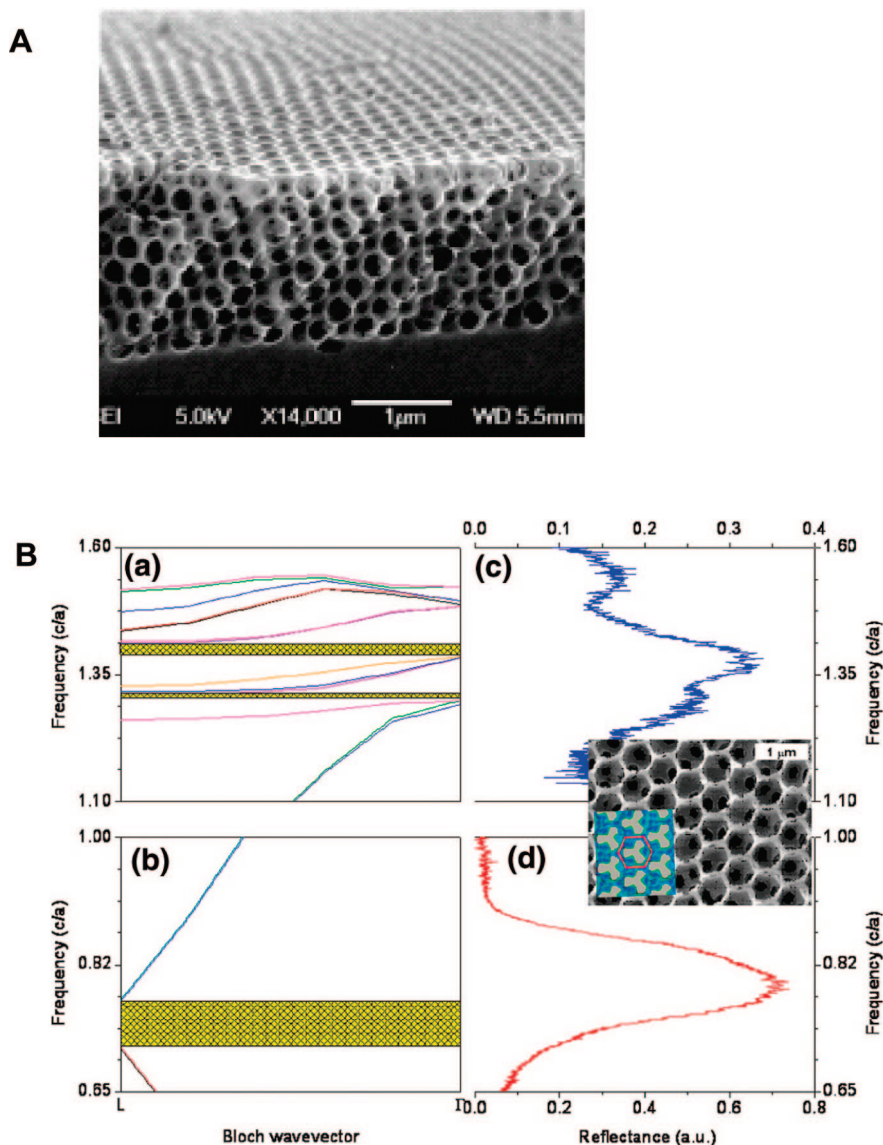 A
SEI 5.0kV X14,000 1µm WD 5.5mm
B
(a)
1.60
1.35
1.10
Frequency (c/a)
0.0 0.1 0.2 0.3 0.4
(c)
1.60
1.35
1.10
Frequency (c/a)
1 µm
(b)
1.00
0.82
0.65
Frequency (c/a)
L
Bloch wavevector
(d)
1.00
0.82
0.65
Frequency (c/a)
0.0 0.2 0.4 0.6 0.8
Reflectance (a.u.)